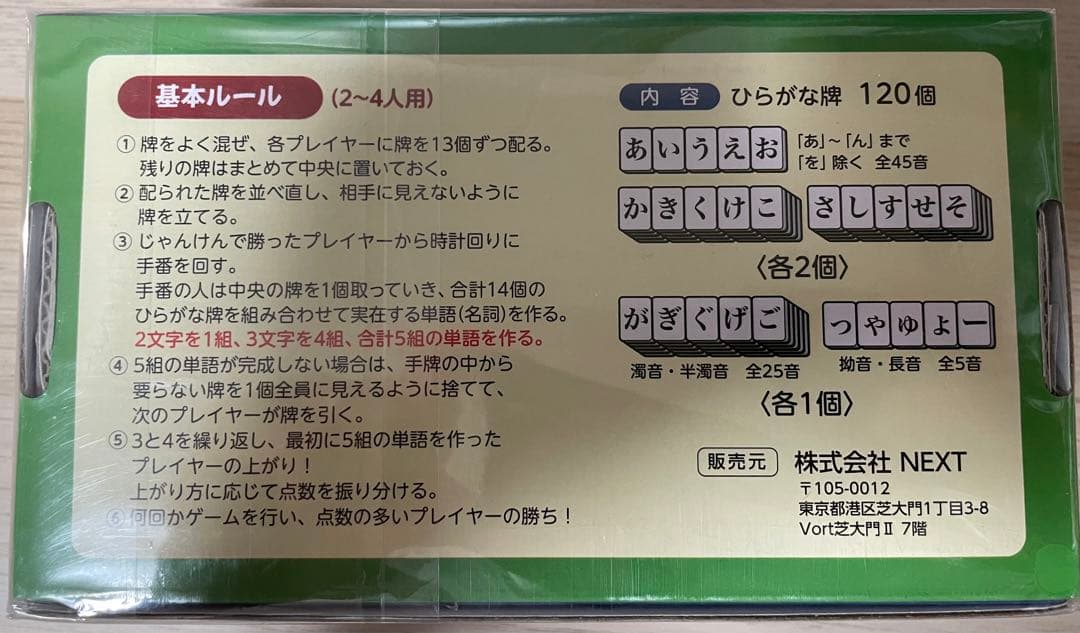 基本ルール (2〜4人用)
① 牌をよく混ぜ、各プレイヤーに牌を13個ずつ配る。
残りの牌はまとめて中央に置いておく。
② 配られた牌を並べ直し、相手に見えないように
牌を立てる。
③ じゃんけんで勝ったプレイヤーから時計回りに
手番を回す。
手番の人は中央の牌を1個取っていき、合計14個の
ひらがな牌を組み合わせて実在する単語(名詞)を作る。
2文字を1組、3文字を4組、合計5組の単語を作る。
④ 5組の単語が完成しない場合は、手牌の中から
要らない牌を1個全員に見えるように捨てて、
次のプレイヤーが牌を引く。
⑤ 3と4を繰り返し、最初に5組の単語を作った
プレイヤーの上がり！
上がり方に応じて点数を振り分ける。
⑥ 何回かゲームを行い、点数の多いプレイヤーの勝ち！
内容 ひらがな牌 120個
あいうえお
「あ」〜「ん」まで
「を」除く 全45音
かきくけこ さしすせそ
〈各2個〉
がぎぐげご っゃゅょー
濁音・半濁音 全25音 拗音・長音 全5音
〈各1個〉
販売元 株式会社 NEXT
〒105-0012
東京都港区芝大門1丁目3-8
Vort芝大門Ⅱ 7階